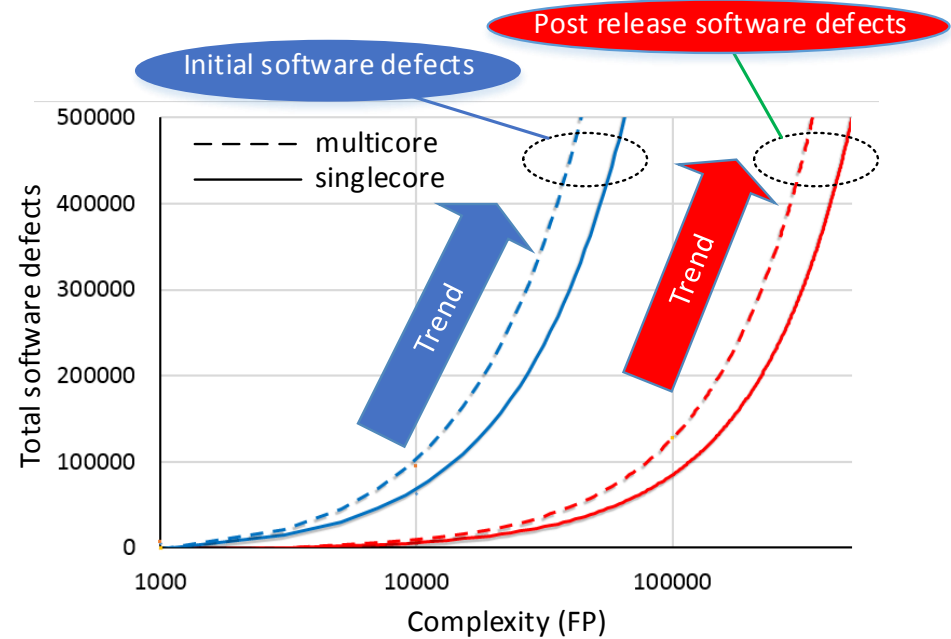 Post release software defects
Initial software defects
500000
400000
300000
200000
100000
0
multicore
singlecore
Trend
Trend
Total software defects
1000
10000
100000
Complexity (FP)